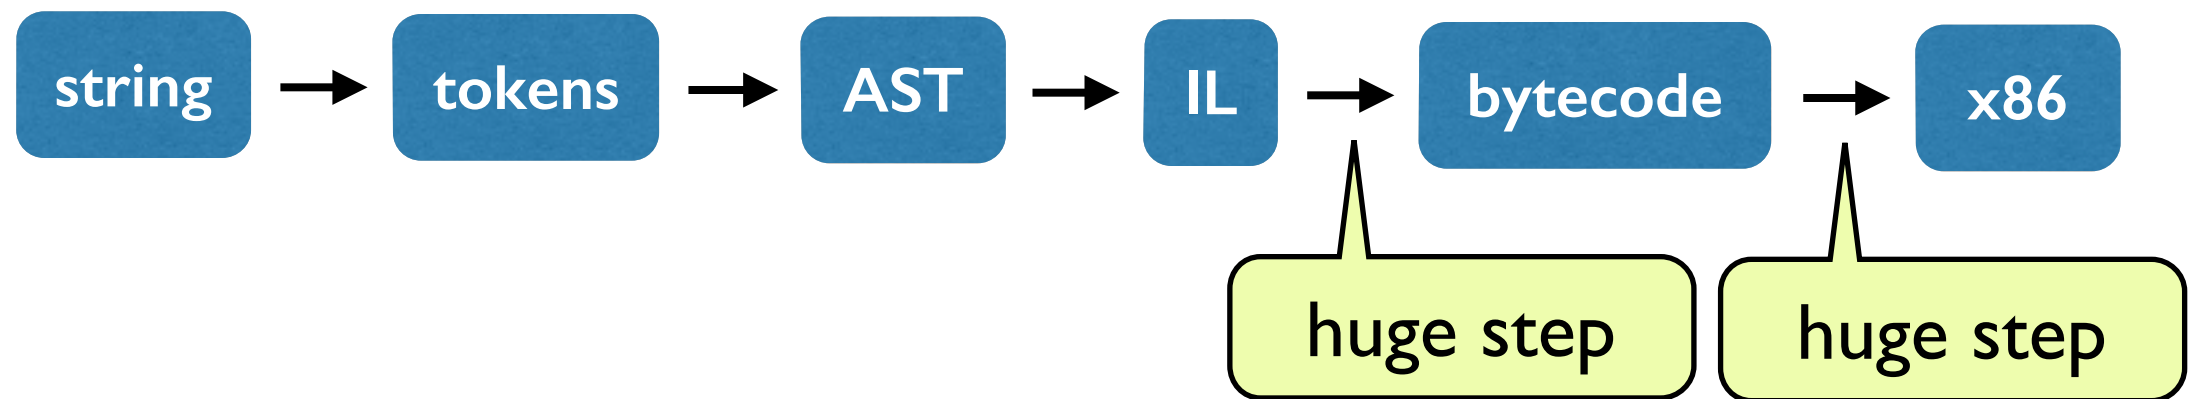 string tokens AST IL bytecode x86
huge step huge step